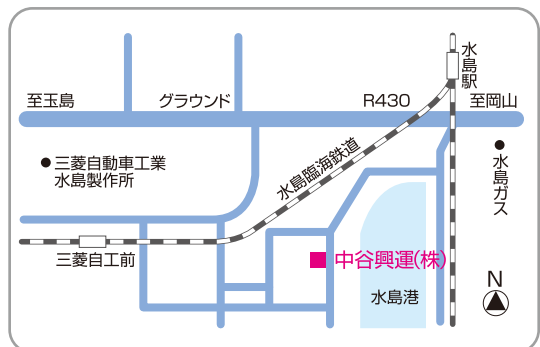 水島駅
至玉島
グラウンド
R430
至岡山
三菱自動車工業
水島製作所
水島臨海鉄道
水島ガス
三菱自工前
中谷興運(株)
水島港
N